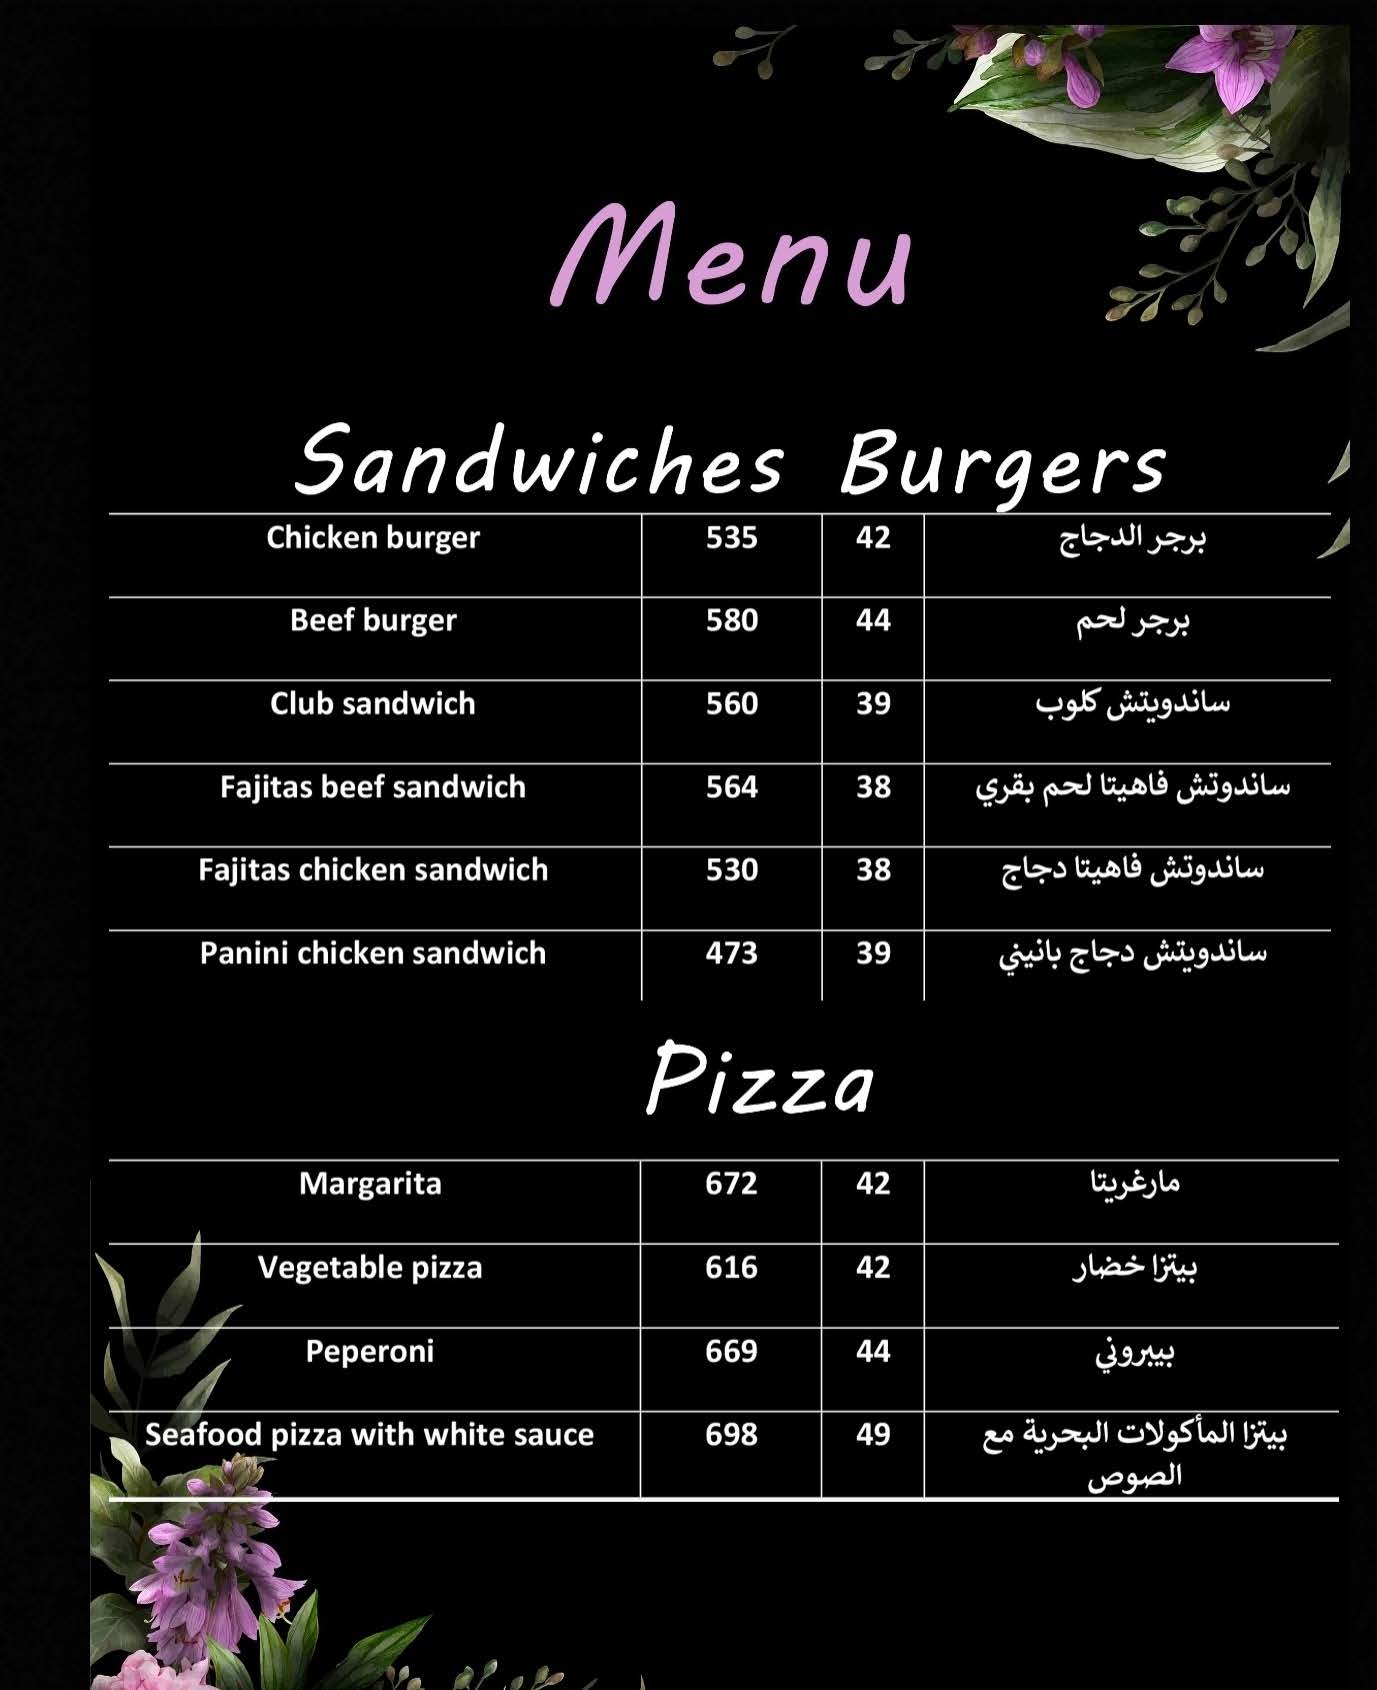 Menu
Sandwiches Burgers
Chicken burger 535 42 برجر الدجاج
Beef burger 580 44 برجر لحم
Club sandwich 560 39 ساندويتش كلوب
Fajitas beef sandwich 564 38 ساندوتش فاهيتا لحم بقري
Fajitas chicken sandwich 530 38 ساندوتش فاهيتا دجاج
Panini chicken sandwich 473 39 ساندويتش دجاج بانيني
Pizza
Margarita 672 42 مارغريتا
Vegetable pizza 616 42 بيتزا خضار
Peperoni 669 44 بيبروني
Seafood pizza with white sauce 698 49 بيتزا المأكولات البحرية مع
الصوص